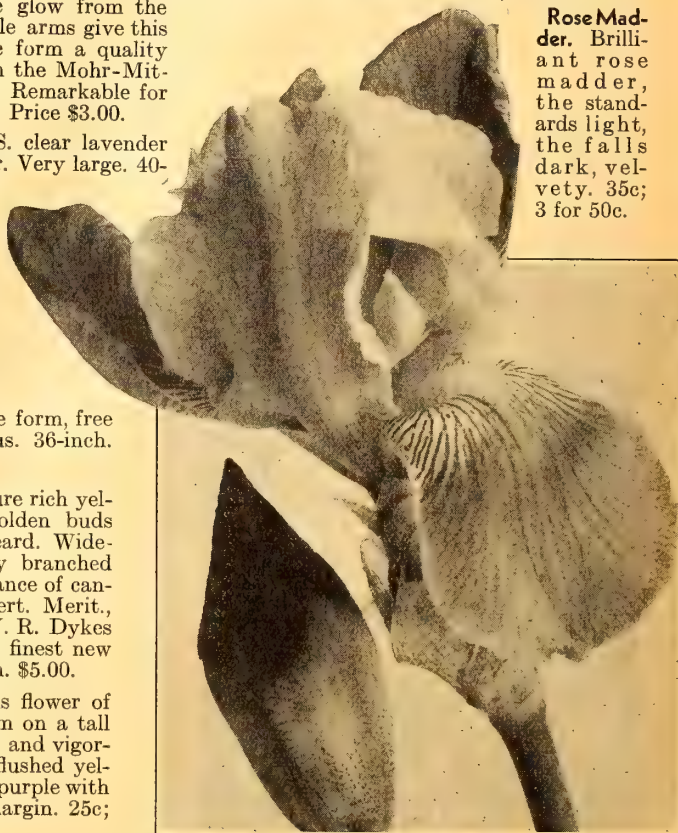 e glow from the
le arms give this
e form a quality
n the Mohr-Mit-
Remarkable for
Price $3.00.
S. clear lavender
r. Very large. 40-
e form, free
us. 36-inch.
ure rich yel-
olden buds
eard. Wide-
y branched
ance of can-
ert. Merit.,
. R. Dykes
finest new
. $5.00.
s flower of
m on a tall
and vigor-
flushed yel-
purple with
argin. 25c;
Rose Mad-
der. Brilli-
ant rose
madder,
the stand-
ards light,
the falls
dark, vel-
vety. 35c;
3 for 50c.